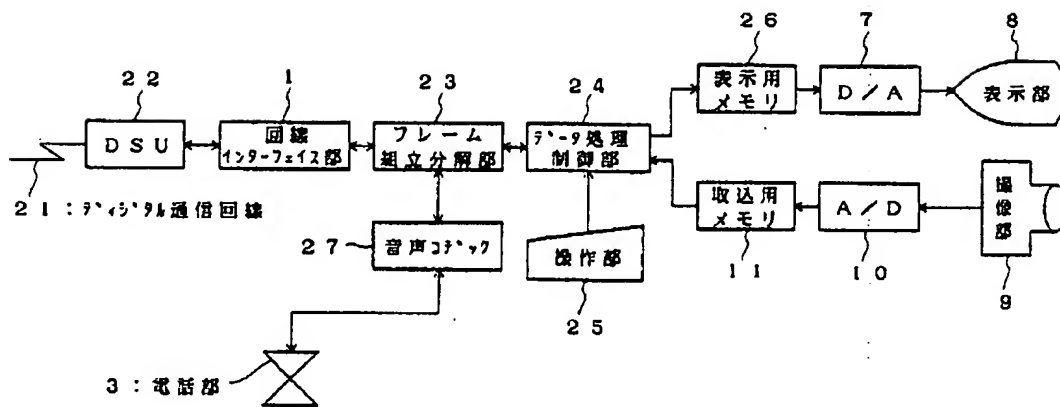 26
7
8
22
1
23
24
表示用
メモリ
D/A
表示部
DSU
回線
インターフェイス部
フレーム
組立分解部
データ処理
制御部
21:ディジタル通信回線
取込用
メモリ
A/D
撮像部
27
音声コデック
操作部
11
10
9
25
3:電話部